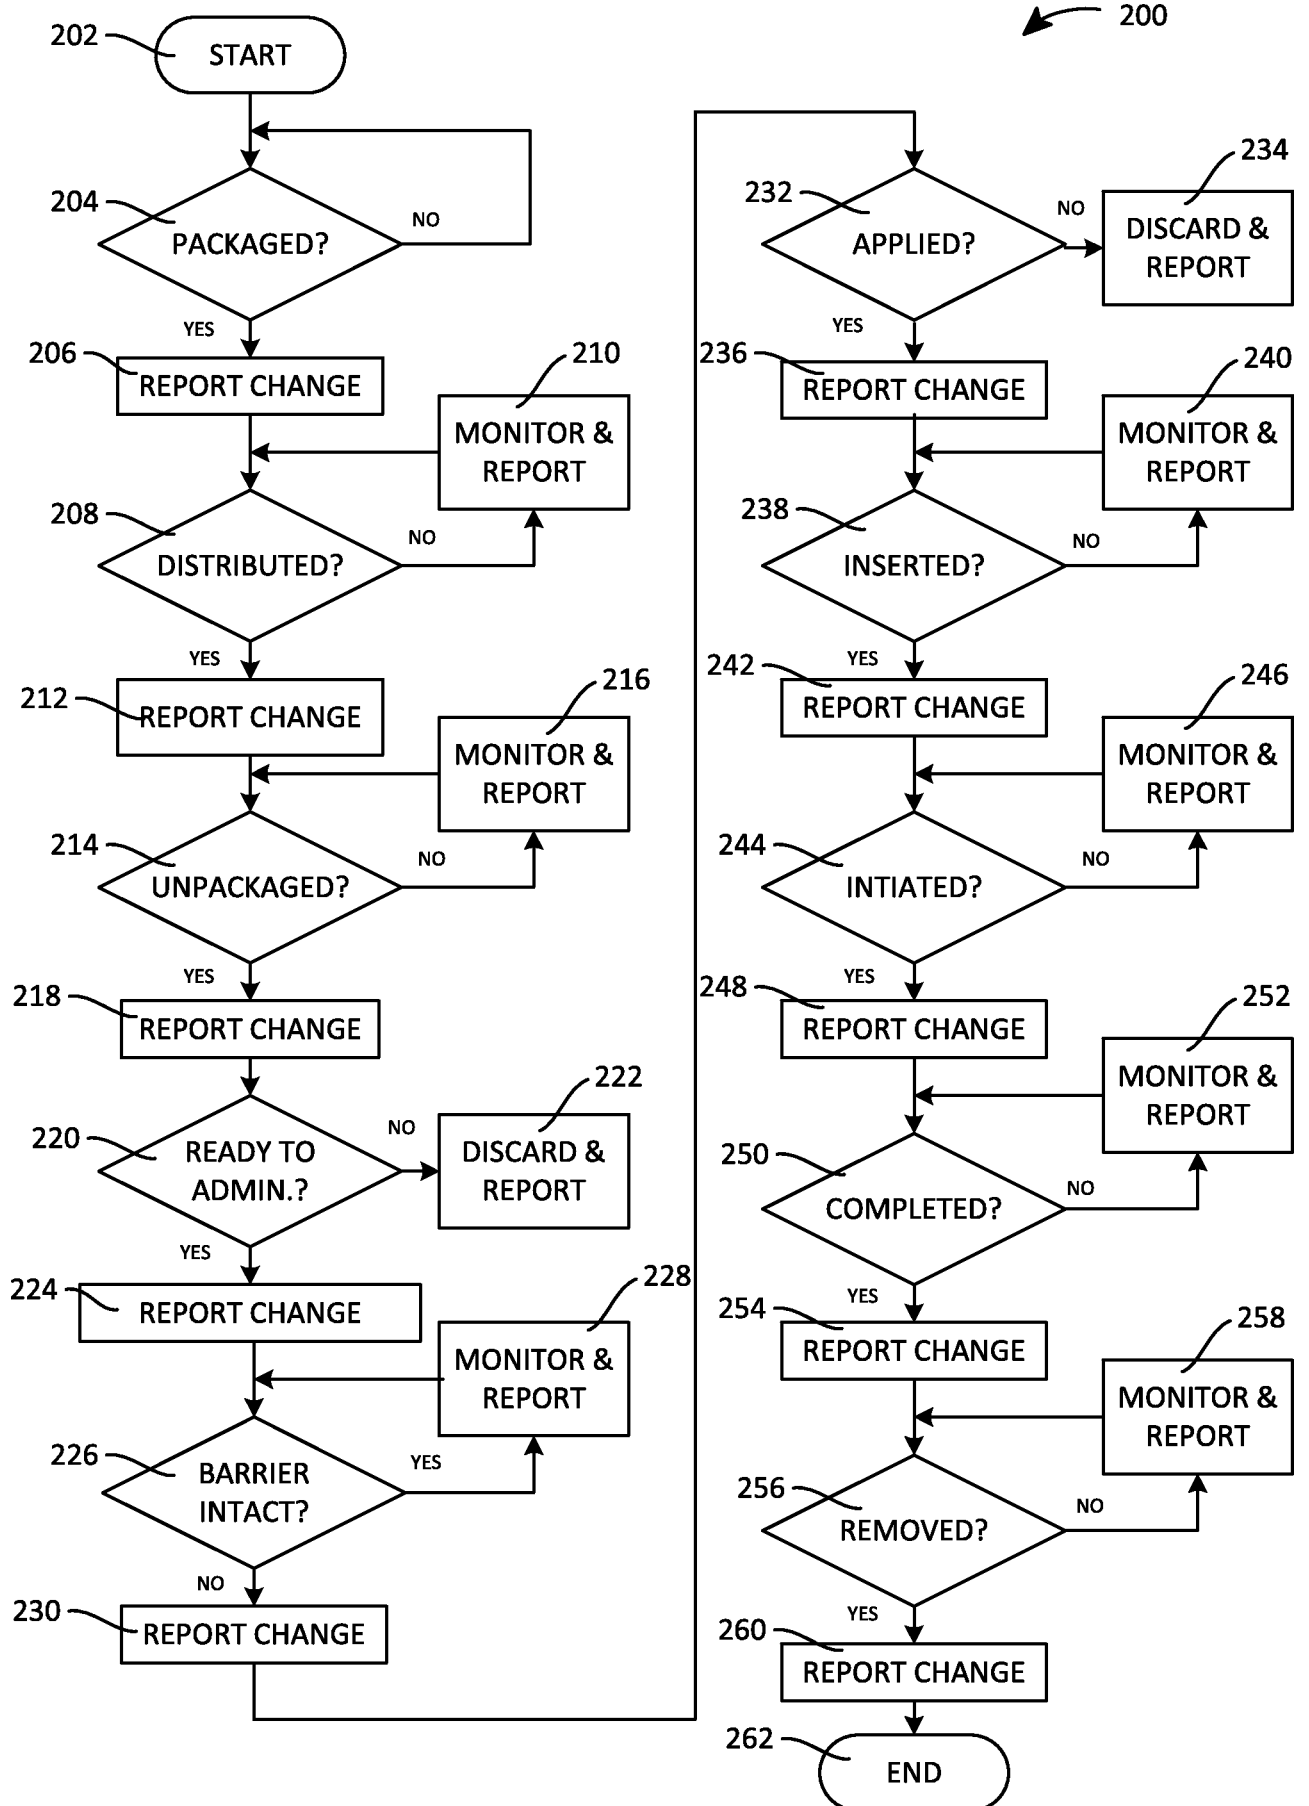 200
202
START
204
PACKAGED?
NO
YES
206
REPORT CHANGE
210
MONITOR &
REPORT
208
DISTRIBUTED?
NO
YES
212
REPORT CHANGE
216
MONITOR &
REPORT
214
UNPACKAGED?
NO
YES
218
REPORT CHANGE
220
READY TO
ADMIN.?
NO
222
DISCARD &
REPORT
YES
224
REPORT CHANGE
228
MONITOR &
REPORT
226
BARRIER
INTACT?
YES
NO
230
REPORT CHANGE
232
APPLIED?
NO
234
DISCARD &
REPORT
YES
236
REPORT CHANGE
240
MONITOR &
REPORT
238
INSERTED?
NO
YES
242
REPORT CHANGE
246
MONITOR &
REPORT
244
INTIATED?
NO
YES
248
REPORT CHANGE
252
MONITOR &
REPORT
250
COMPLETED?
NO
YES
254
REPORT CHANGE
258
MONITOR &
REPORT
256
REMOVED?
NO
YES
260
REPORT CHANGE
262
END